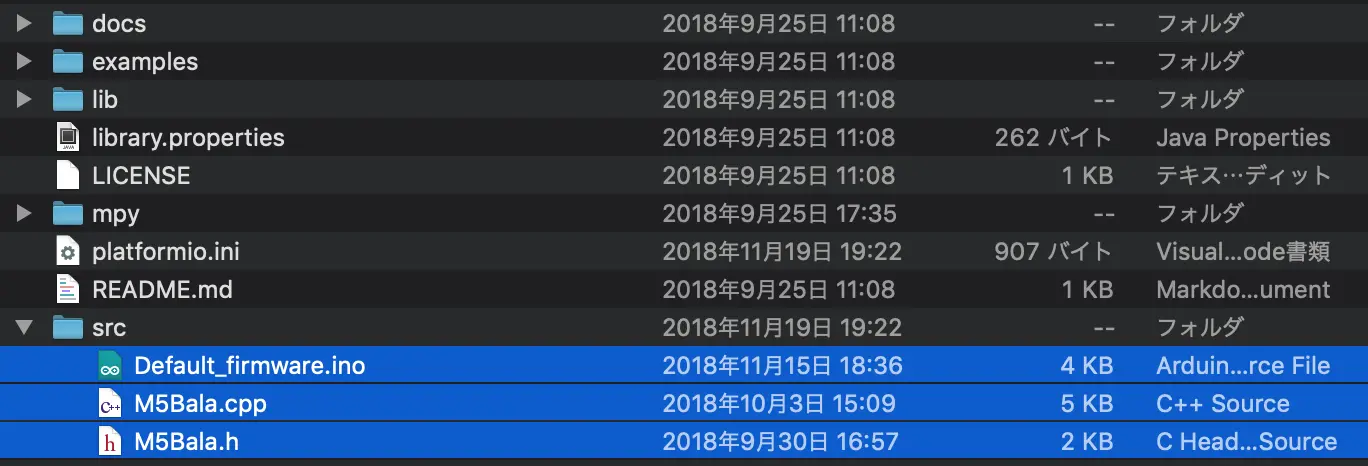 docs 2018年9月25日 11:08 -- フォルダ
examples 2018年9月25日 11:08 -- フォルダ
lib 2018年9月25日 11:08 -- フォルダ
library.properties 2018年9月25日 11:08 262 バイト Java Properties
LICENSE 2018年9月25日 11:08 1 KB テキス…ディット
mpy 2018年9月25日 17:35 -- フォルダ
platformio.ini 2018年11月19日 19:22 907 バイト Visual...ode書類
README.md 2018年9月25日 11:08 1 KB Markdo...ument
src 2018年11月19日 19:22 -- フォルダ
Default_firmware.ino 2018年11月15日 18:36 4 KB Arduin...rce File
M5Bala.cpp 2018年10月3日 15:09 5 KB C++ Source
M5Bala.h 2018年9月30日 16:57 2 KB C Head...Source